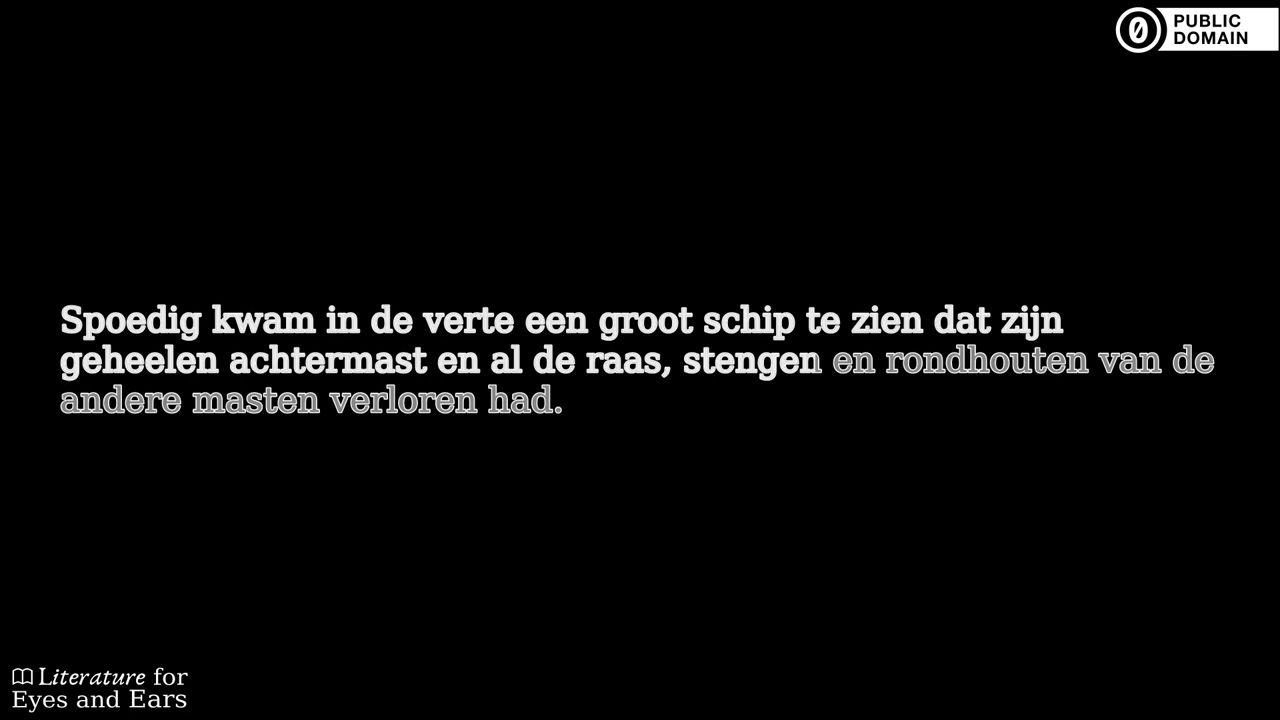 PUBLIC
DOMAIN
Spoedig kwam in de verte een groot schip te zien dat zijn
geheelen achtermast en al de raas, stengen en rondhouten van de
andere masten verloren had.
Literature for
Eyes and Ears